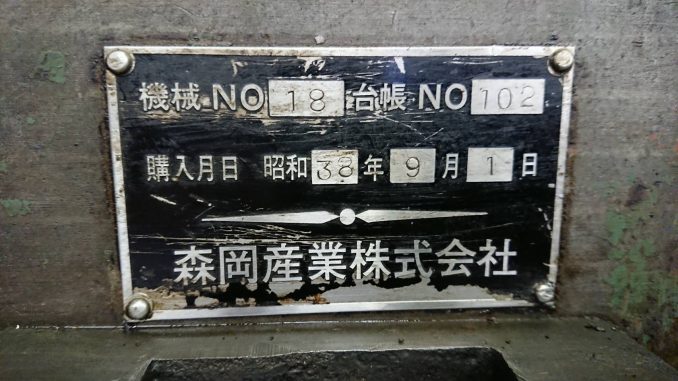 機械 NO 18 台帳 NO 102
購入月日 昭和 38 年 9 月 1 日
森岡産業株式会社